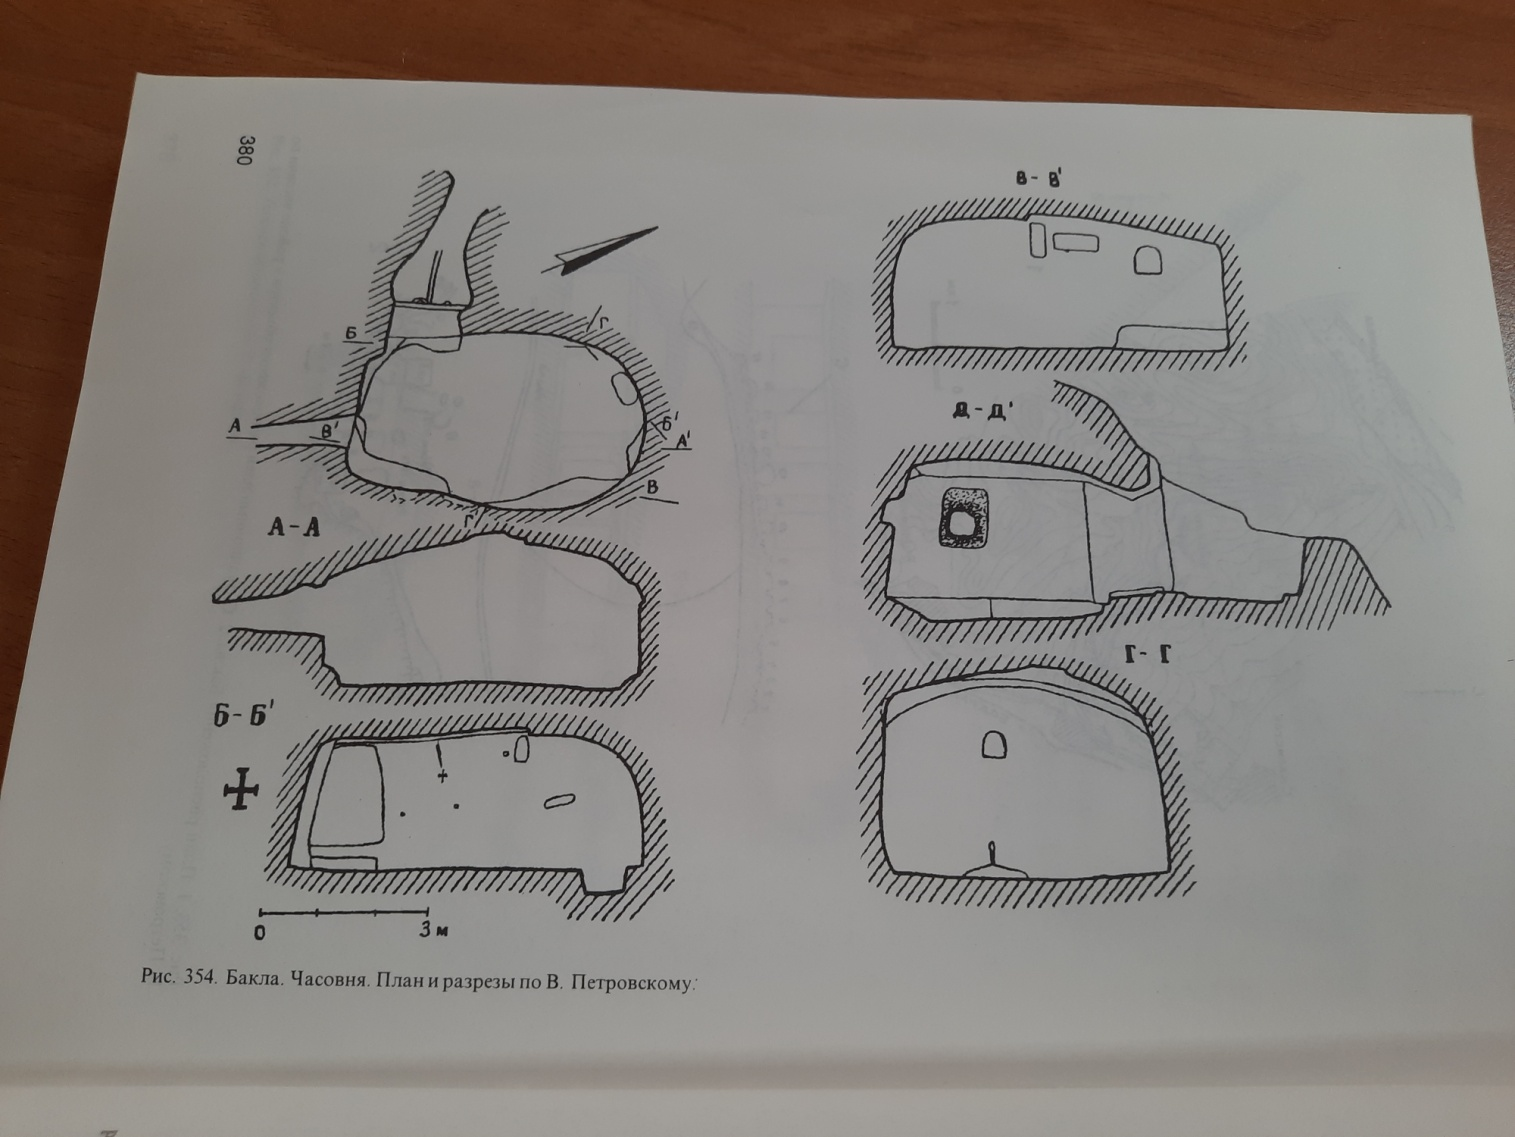 380
Б
Г
А
В'
Б'
А'
В
Г'
А-А
Б-Б'
0 3 м
В-В'
Д-Д'
Г-Г
Рис. 354. Бакла. Часовня. План и разрезы по В. Петровскому.